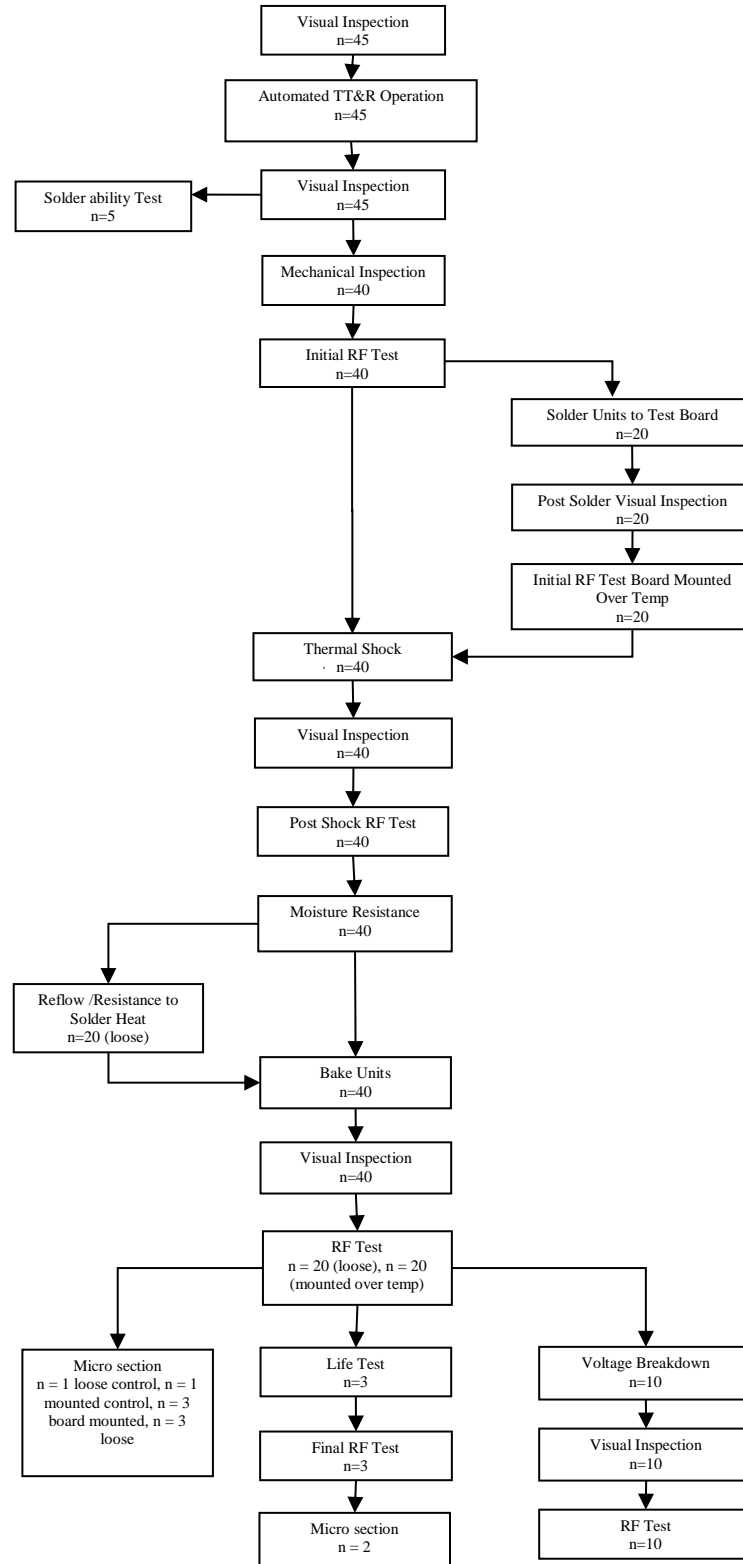 Visual Inspection
n=45
Automated TT&R Operation
n=45
Visual Inspection
n=45
Solder ability Test
n=5
Mechanical Inspection
n=40
Initial RF Test
n=40
Solder Units to Test Board
n=20
Post Solder Visual Inspection
n=20
Initial RF Test Board Mounted
Over Temp
n=20
Thermal Shock
· n=40
Visual Inspection
n=40
Post Shock RF Test
n=40
Moisture Resistance
n=40
Reflow /Resistance to
Solder Heat
n=20 (loose)
Bake Units
n=40
Visual Inspection
n=40
RF Test
n = 20 (loose), n = 20
(mounted over temp)
Micro section
n = 1 loose control, n = 1
mounted control, n = 3
board mounted, n = 3
loose
Life Test
n=3
Voltage Breakdown
n=10
Final RF Test
n=3
Visual Inspection
n=10
Micro section
n = 2
RF Test
n=10